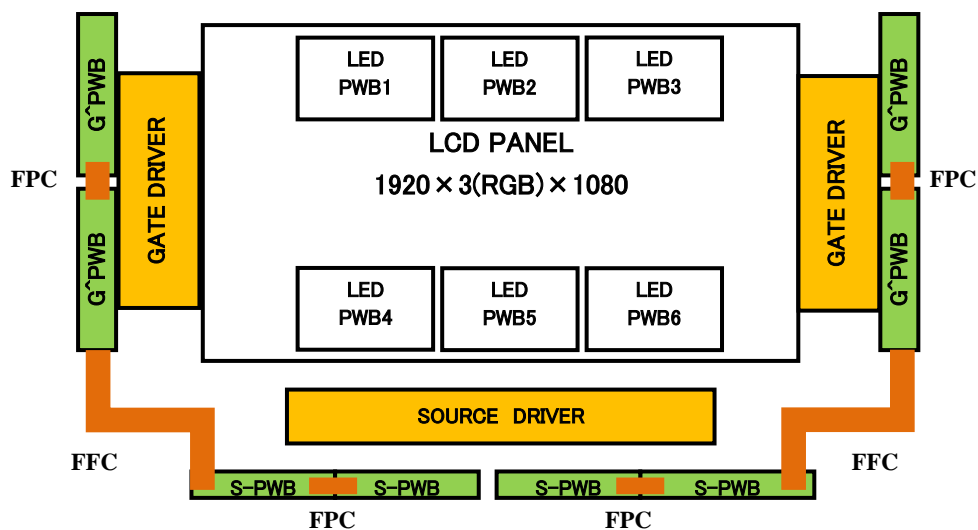 LED
PWB1
LED
PWB2
LED
PWB3
LCD PANEL
1920×3(RGB)×1080
G^PWB
G^PWB
FPC
FPC
GATE DRIVER
GATE DRIVER
G^PWB
G^PWB
LED
PWB4
LED
PWB5
LED
PWB6
SOURCE DRIVER
FFC
FFC
S-PWB
S-PWB
S-PWB
S-PWB
FPC
FPC